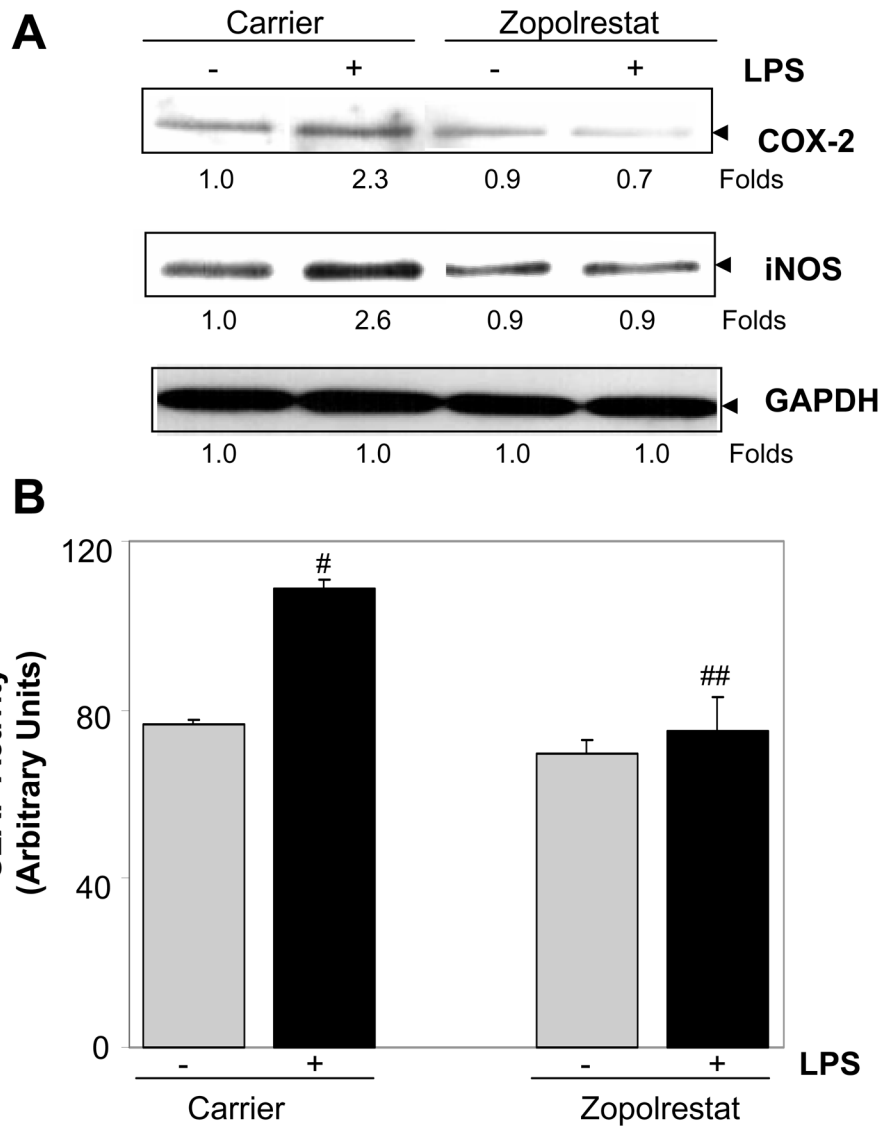 A
Carrier Zopolrestat
- + - + LPS
COX-2
1.0 2.3 0.9 0.7 Folds
iNOS
1.0 2.6 0.9 0.9 Folds
GAPDH
1.0 1.0 1.0 1.0 Folds
B
(Arbitrary Units)
120
#
##
80
40
0
- + - + LPS
Carrier Zopolrestat